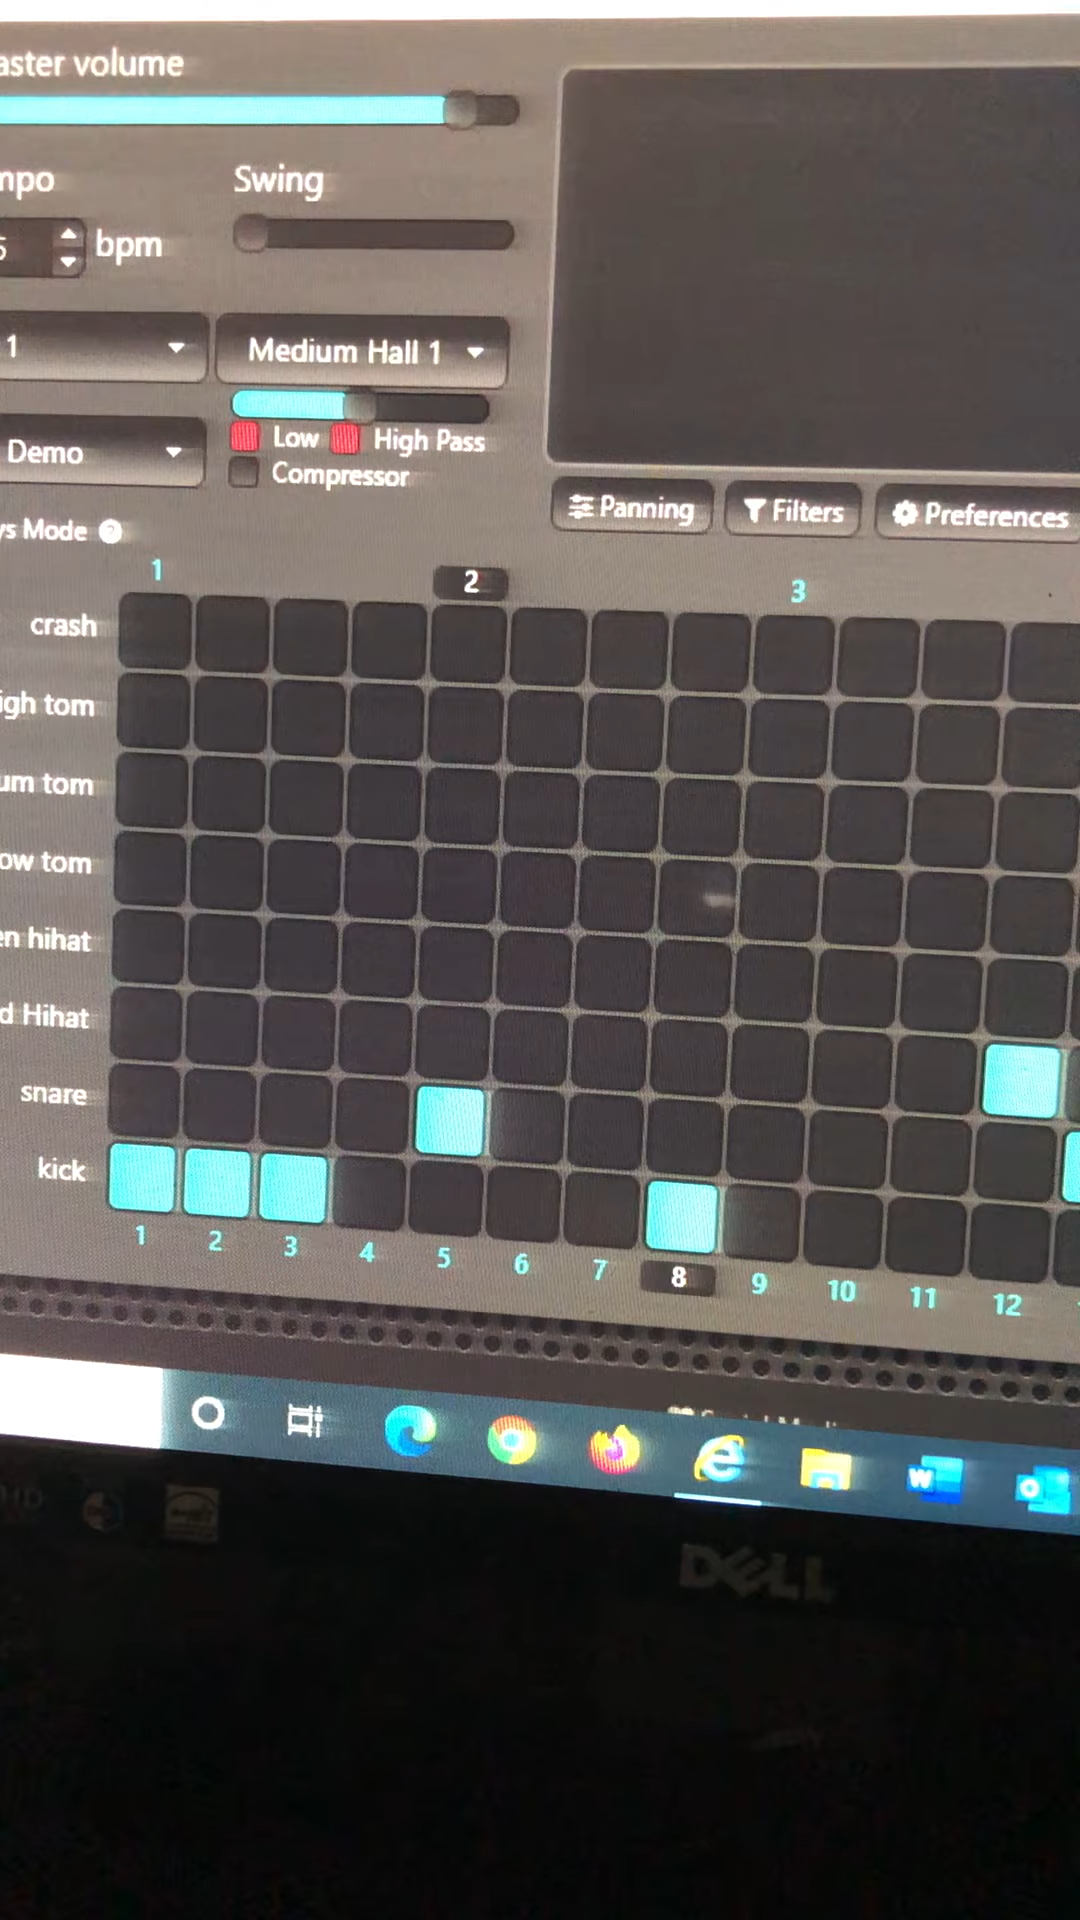 aster volume
mpo
Swing
bpm
1
Medium Hall 1
Low
High Pass
Demo
Compressor
Panning
Filters
Preferences
ys Mode ?
1
2
3
crash
igh tom
um tom
ow tom
en hihat
d Hihat
snare
kick
1 2 3 4 5 6 7 8 9 10 11 12
DELL